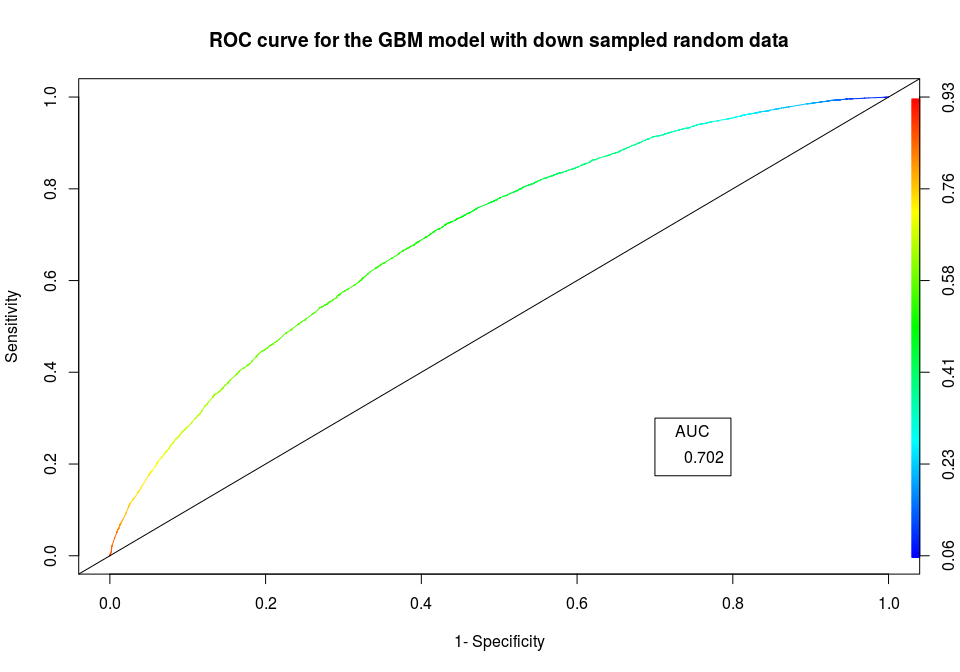 ROC curve for the GBM model with down sampled random data
Sensitivity
1.0
0.8
0.6
0.4
0.2
0.0
0.0 0.2 0.4 0.6 0.8 1.0
1- Specificity
AUC
0.702
0.93
0.76
0.58
0.41
0.23
0.06